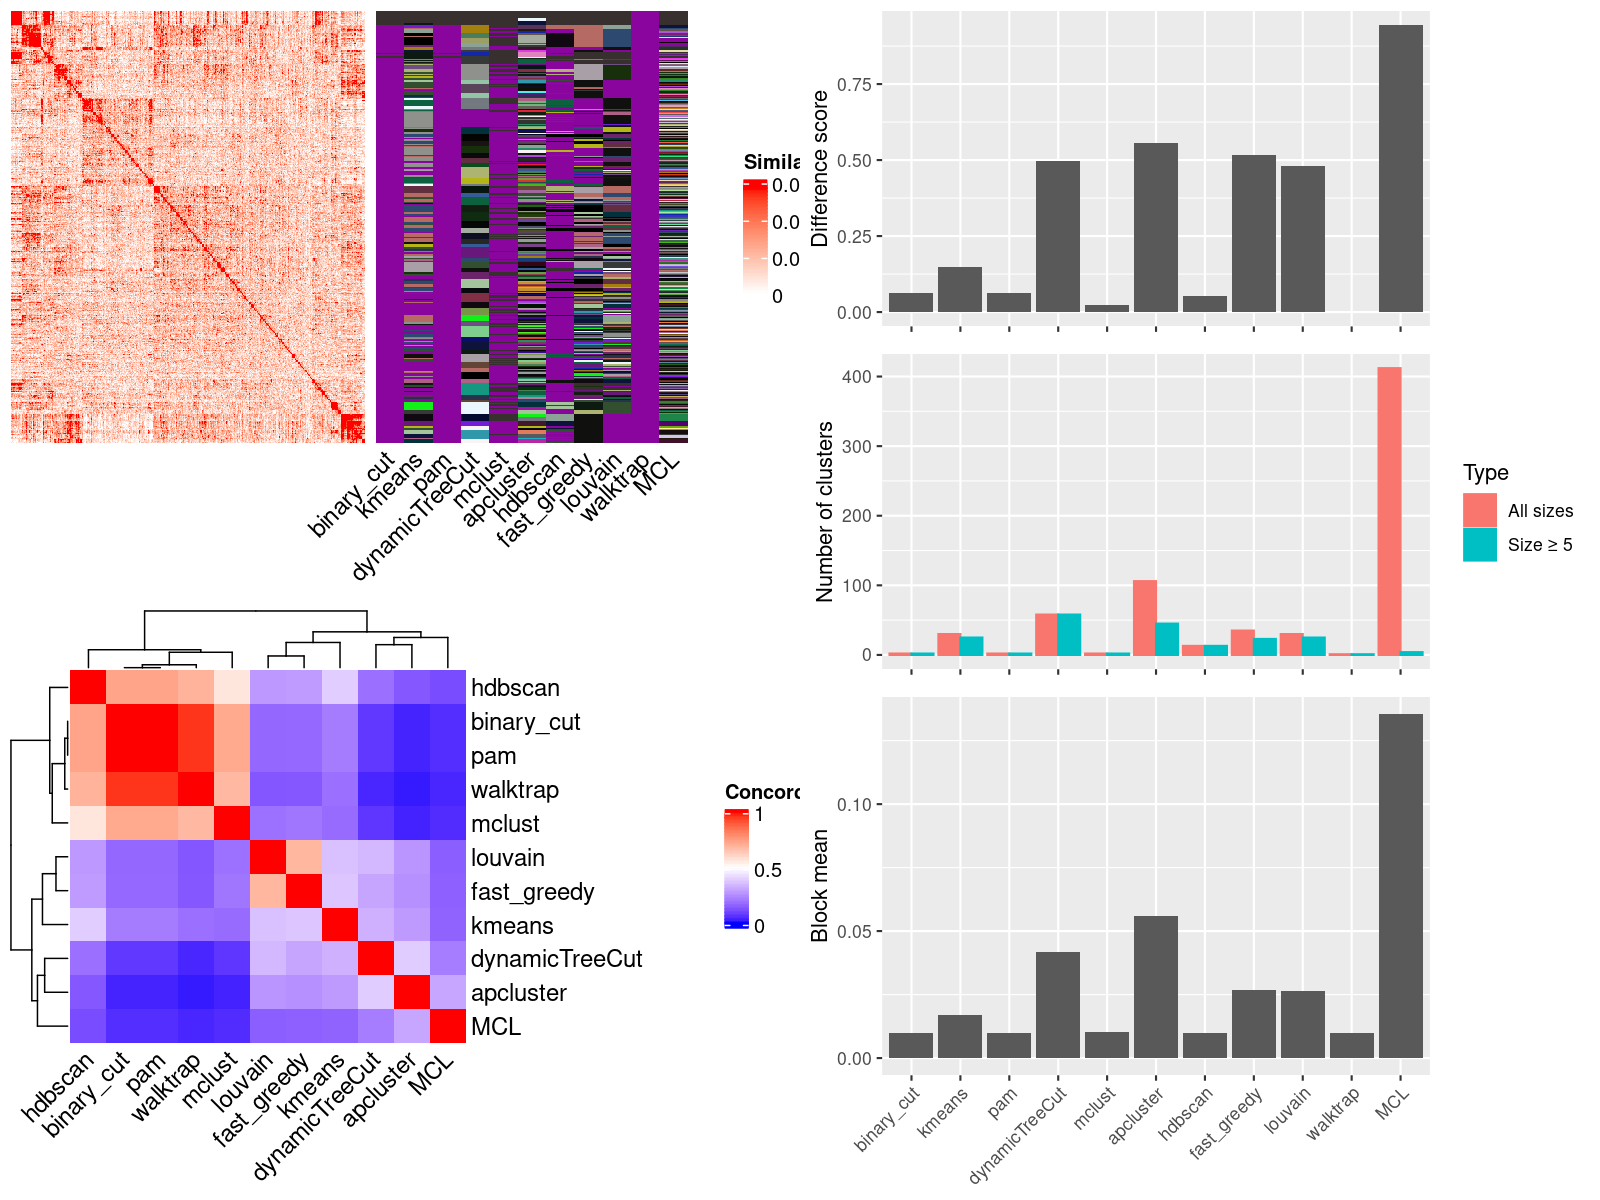 Simila
0.0
0.0
0.0
0
binary_cut
kmeans
pam
dynamicTreeCut
mclust
apcluster
hdbscan
fast_greedy
louvain
walktrap
MCL
hdbscan
binary_cut
pam
walktrap
mclust
louvain
fast_greedy
kmeans
dynamicTreeCut
apcluster
MCL
hdbscan
binary_cut
pam
walktrap
mclust
louvain
fast_greedy
kmeans
dynamicTreeCut
apcluster
MCL
Concord
1
0.5
0
Difference score
0.75
0.50
0.25
0.00
Number of clusters
400
300
200
100
0
Block mean
0.10
0.05
0.00
binary_cut
kmeans
pam
dynamicTreeCut
mclust
apcluster
hdbscan
fast_greedy
louvain
walktrap
MCL
Type
All sizes
Size ≥ 5